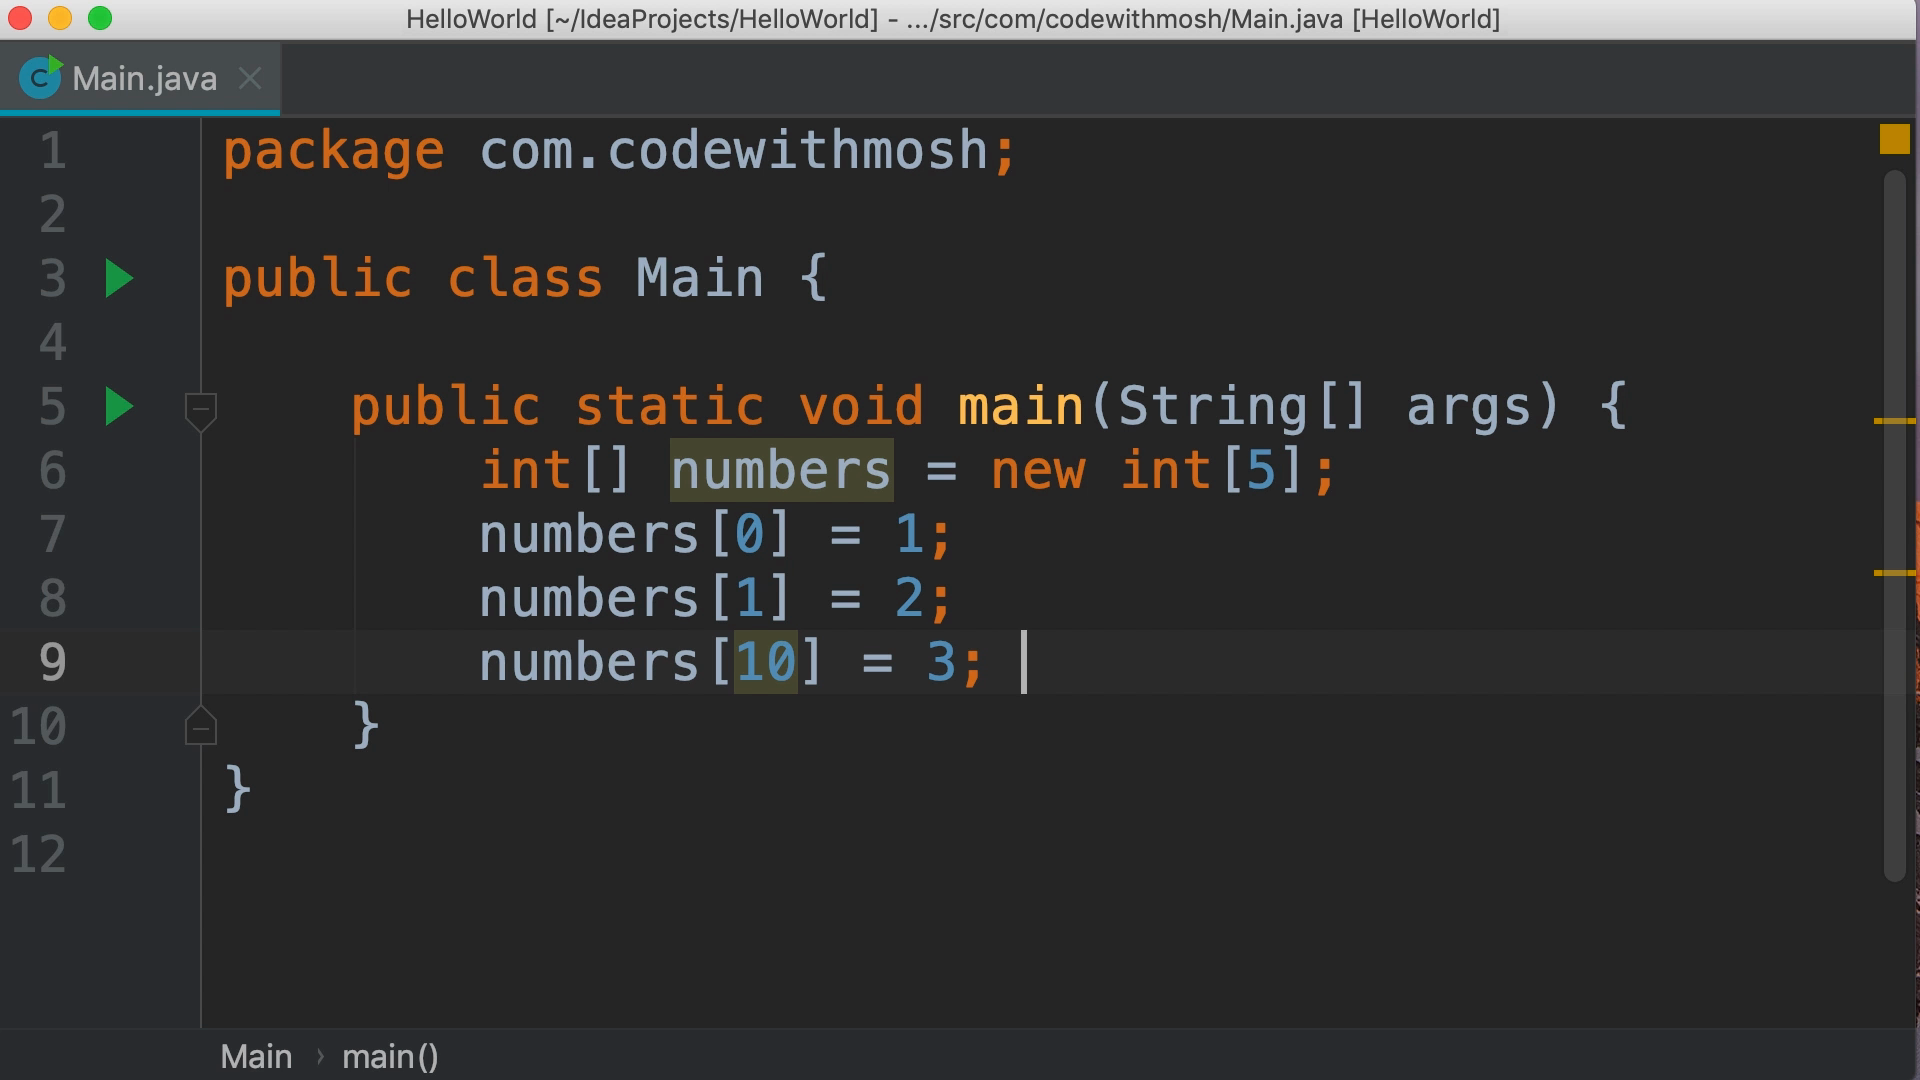 HelloWorld [~/IdeaProjects/HelloWorld] - .../src/com/codewithmosh/Main.java [HelloWorld]
C Main.java
1 package com.codewithmosh;
2
3 public class Main {
4
5     public static void main(String[] args) {
6         int[] numbers = new int[5];
7         numbers[0] = 1;
8         numbers[1] = 2;
9         numbers[10] = 3;
10     }
11 }
12
Main › main()